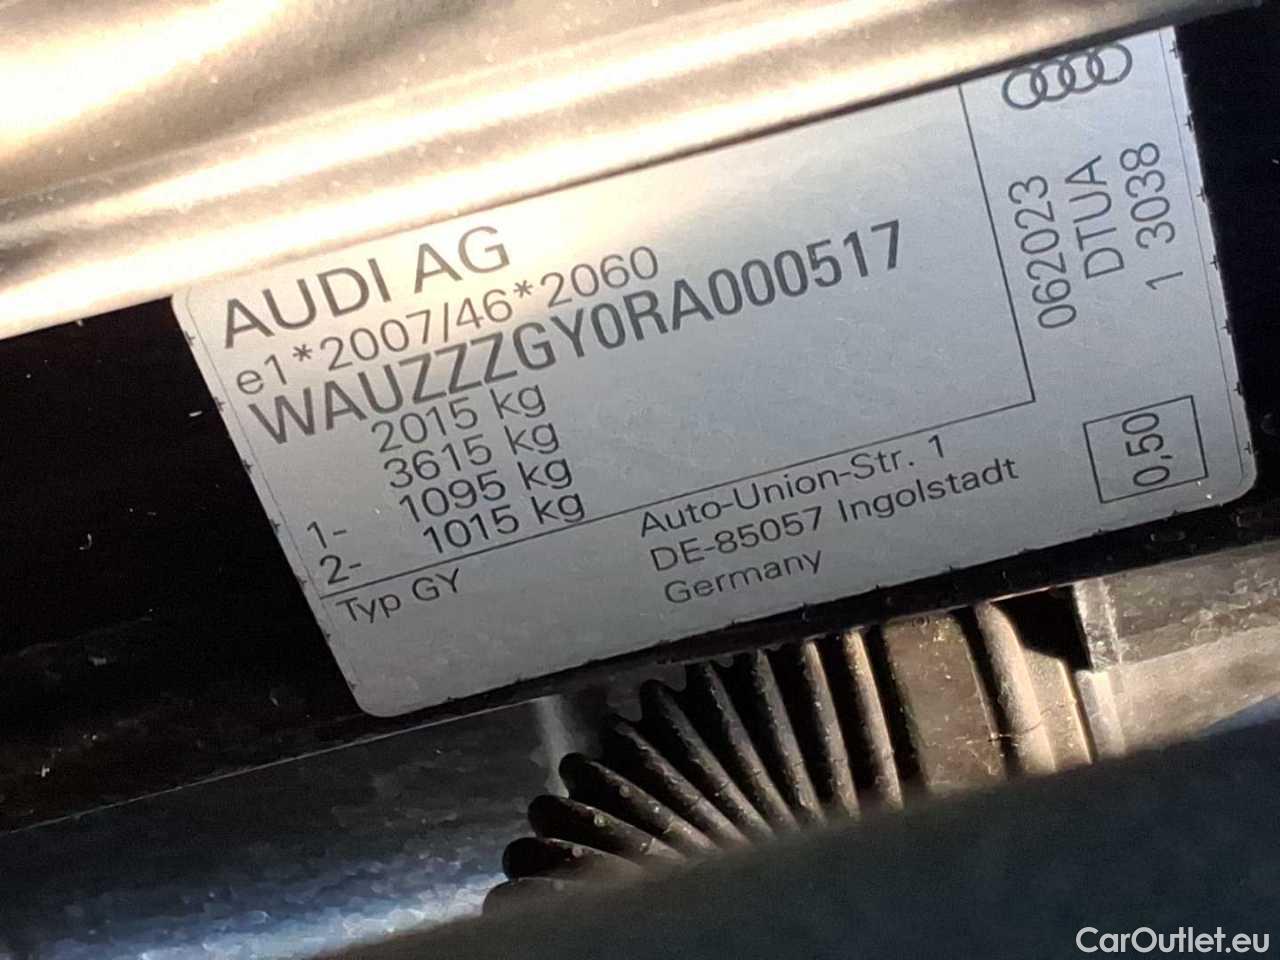 AUDI AG
e1*2007/46*2060
WAUZZZGY0RA000517
2015 kg
3615 kg
1- 1095 kg
2- 1015 kg
Typ GY
Auto-Union-Str. 1
DE-85057 Ingolstadt
Germany
062023
DTUA
1 3038
0,50
CarOutlet.eu